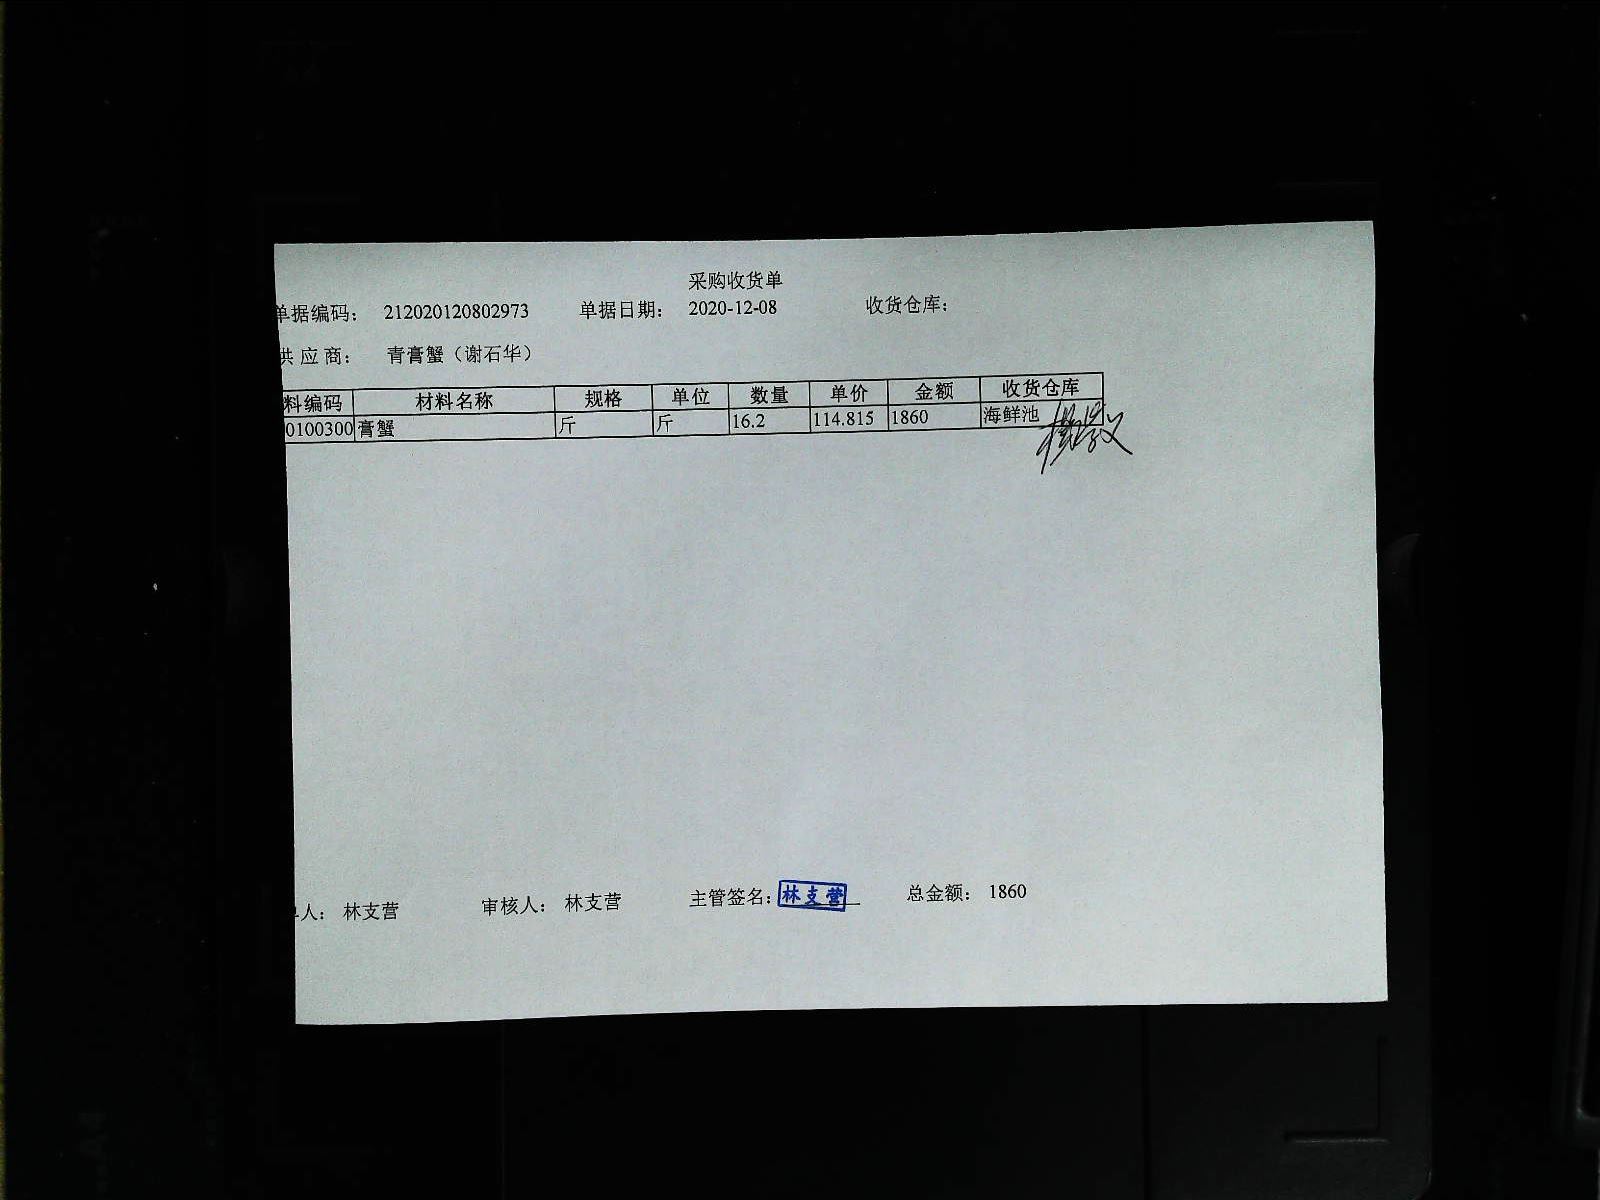 采购收货单
单据编码： 212020120802973 单据日期： 2020-12-08 收货仓库：
供应商： 青膏蟹（谢石华）
料编码 材料名称 规格 单位 数量 单价 金额 收货仓库
0100300 膏蟹 斤 斤 16.2 114.815 1860 海鲜池
人： 林支营 审核人： 林支营 主管签名： 林支营 总金额： 1860